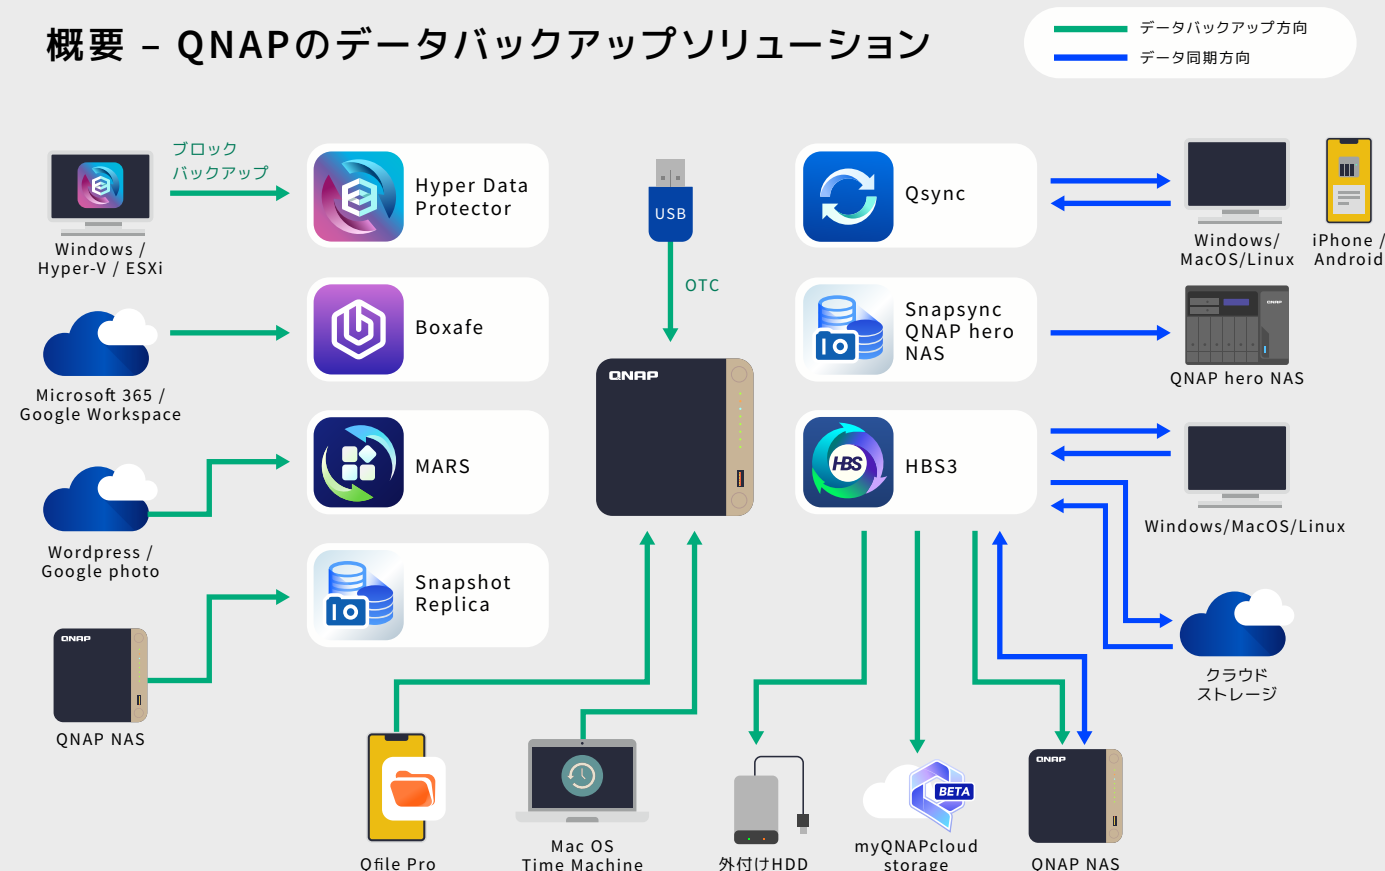 概要 – QNAPのデータバックアップソリューション
データバックアップ方向
データ同期方向
ブロック
バックアップ
Windows /
Hyper-V / ESXi
Hyper Data
Protector
USB
OTC
Qsync
Windows/
MacOS/Linux
iPhone /
Android
Microsoft 365 /
Google Workspace
Boxafe
Snapsync
QNAP hero
NAS
QNAP
QNAP hero NAS
QNAP
Wordpress /
Google photo
MARS
HBS
HBS3
Windows/MacOS/Linux
QNAP
QNAP NAS
Snapshot
Replica
クラウド
ストレージ
Qfile Pro
Mac OS
Time Machine
外付けHDD
BETA
myQNAPcloud
storage
QNAP
QNAP NAS